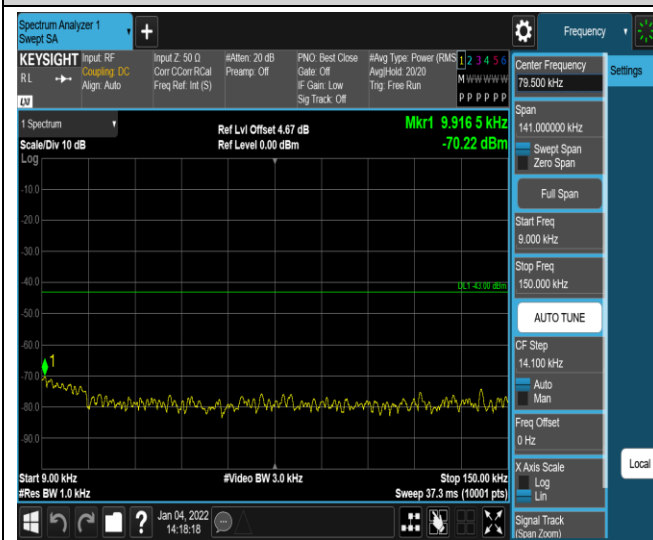 Spectrum Analyzer 1
Swept SA
+
Frequency
Settings
KEYSIGHT
RL
LXI
Input: RF
Coupling: DC
Align: Auto
Input Z: 50 Ω
Corr CCorr RCal
Freq Ref: Int (S)
#Atten: 20 dB
Preamp: Off
PNO: Best Close
Gate: Off
IF Gain: Low
Sig Track: Off
#Avg Type: Power (RMS
Avg|Hold: 20/20
Trig: Free Run
1 2 3 4 5 6
M W W W W W
P P P P P P
1 Spectrum
Scale/Div 10 dB
Log
Ref Lvl Offset 4.67 dB
Ref Level 0.00 dBm
Mkr1 9.916 5 kHz
-70.22 dBm
-10.0
-20.0
-30.0
-40.0
-50.0
-60.0
-70.0
-80.0
-90.0
DL1 -43.00 dBm
1
Start 9.00 kHz
#Res BW 1.0 kHz
#Video BW 3.0 kHz
Stop 150.00 kHz
Sweep 37.3 ms (10001 pts)
Center Frequency
79.500 kHz
Span
141.000000 kHz
Swept Span
Zero Span
Full Span
Start Freq
9.000 kHz
Stop Freq
150.000 kHz
AUTO TUNE
CF Step
14.100 kHz
Auto
Man
Freq Offset
0 Hz
X Axis Scale
Log
Lin
Signal Track
(Span Zoom)
Local
?
Jan 04, 2022
14:18:18